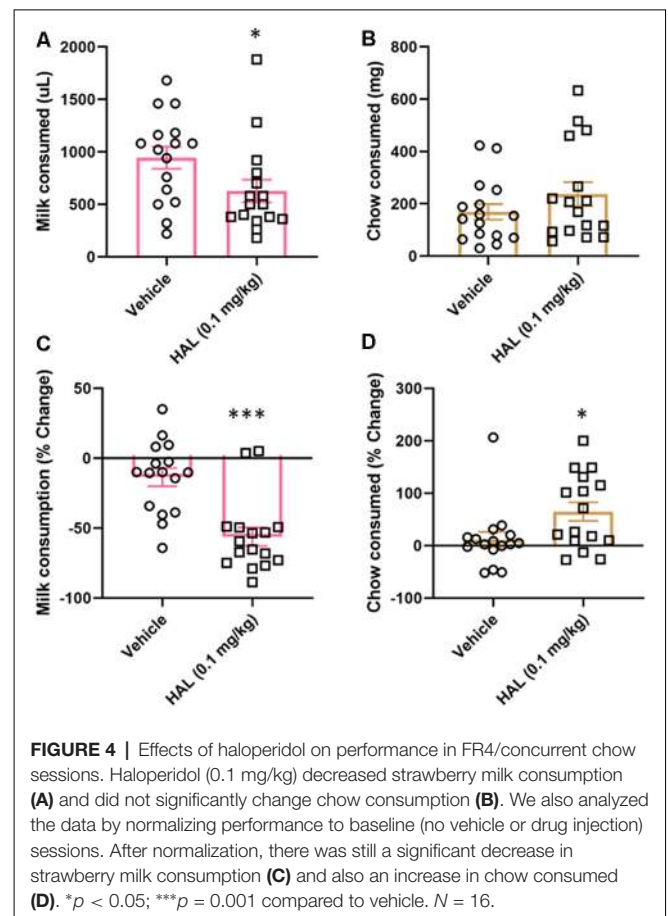 A
*
2000
1500
1000
500
0
Milk consumed (uL)
Vehicle
HAL (0.1 mg/kg)
B
800
600
400
200
0
Chow consumed (mg)
Vehicle
HAL (0.1 mg/kg)
C
***
50
0
-50
-100
Milk consumption (% Change)
Vehicle
HAL (0.1 mg/kg)
D
*
300
200
100
0
-100
Chow consumed (% Change)
Vehicle
HAL (0.1 mg/kg)
FIGURE 4 | Effects of haloperidol on performance in FR4/concurrent chow
sessions. Haloperidol (0.1 mg/kg) decreased strawberry milk consumption
(A) and did not significantly change chow consumption (B). We also analyzed
the data by normalizing performance to baseline (no vehicle or drug injection)
sessions. After normalization, there was still a significant decrease in
strawberry milk consumption (C) and also an increase in chow consumed
(D). *p < 0.05; ***p = 0.001 compared to vehicle. N = 16.